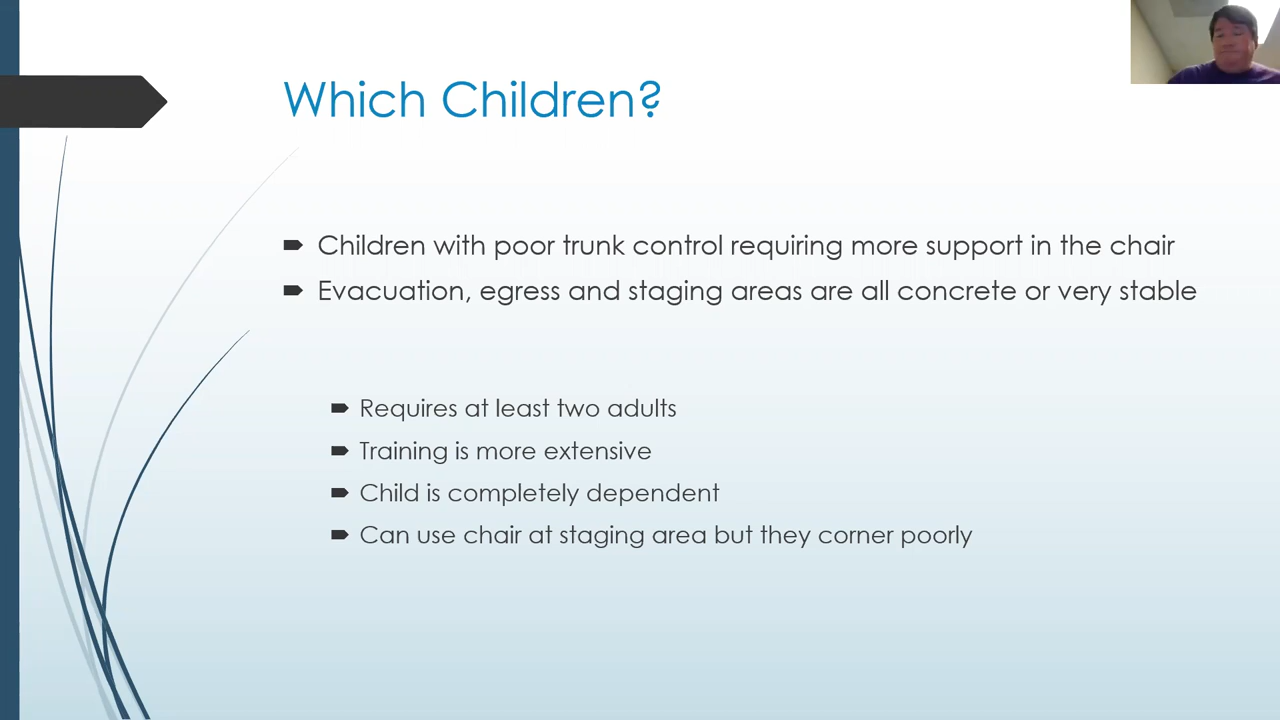 Which Children?
Children with poor trunk control requiring more support in the chair
Evacuation, egress and staging areas are all concrete or very stable
Requires at least two adults
Training is more extensive
Child is completely dependent
Can use chair at staging area but they corner poorly